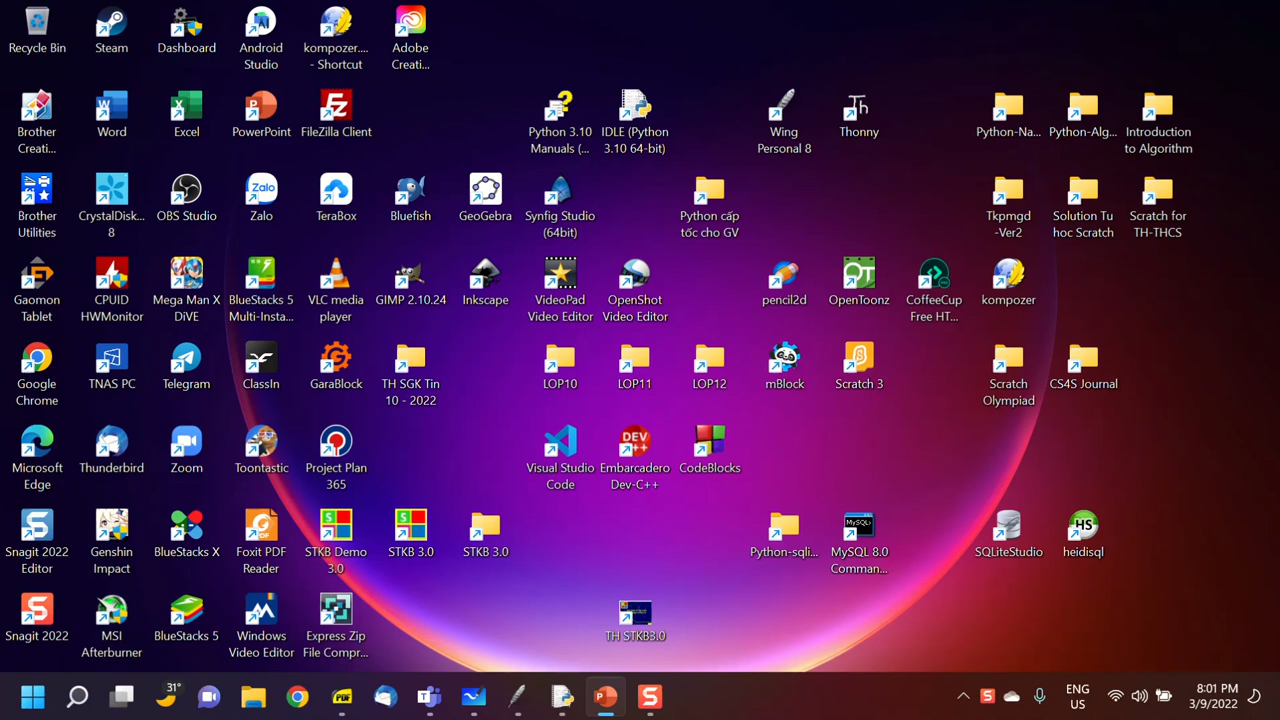 Recycle Bin
Steam
Dashboard
Android
Studio
kompozer....
- Shortcut
Adobe
Creati...
Brother
Creati...
Word
Excel
PowerPoint
FileZilla Client
Python 3.10
Manuals (...
IDLE (Python
3.10 64-bit)
Wing
Personal 8
Thonny
Python-Na...
Python-Alg...
Introduction
to Algorithm
Brother
Utilities
CrystalDisk...
8
OBS Studio
Zalo
Zalo
TeraBox
Bluefish
GeoGebra
Synfig Studio
(64bit)
Python cấp
tốc cho GV
Tkpmgd
-Ver2
Solution Tu
hoc Scratch
Scratch for
TH-THCS
Gaomon
Tablet
CPUID
HWMonitor
Mega Man X
DiVE
BlueStacks 5
Multi-Insta...
VLC media
player
GIMP 2.10.24
Inkscape
VideoPad
Video Editor
OpenShot
Video Editor
pencil2d
OpenToonz
CoffeeCup
Free HT...
kompozer
Google
Chrome
TNAS PC
Telegram
ClassIn
GaraBlock
TH SGK Tin
10 - 2022
LOP10
LOP11
LOP12
mBlock
Scratch 3
Scratch
Olympiad
CS4S Journal
Microsoft
Edge
Thunderbird
Zoom
Toontastic
Project Plan
365
Visual Studio
Code
DEV
Embarcadero
Dev-C++
CodeBlocks
Snagit 2022
Editor
Genshin
Impact
BlueStacks X
Foxit PDF
Reader
STKB Demo
3.0
STKB 3.0
STKB 3.0
Python-sqli...
MySQL 8.0
Comman...
SQLiteStudio
HS
heidisql
Snagit 2022
MSI
Afterburner
BlueStacks 5
Windows
Video Editor
Express Zip
File Compr...
TH STKB3.0
31°
PDF
ENG
US
8:01 PM
3/9/2022